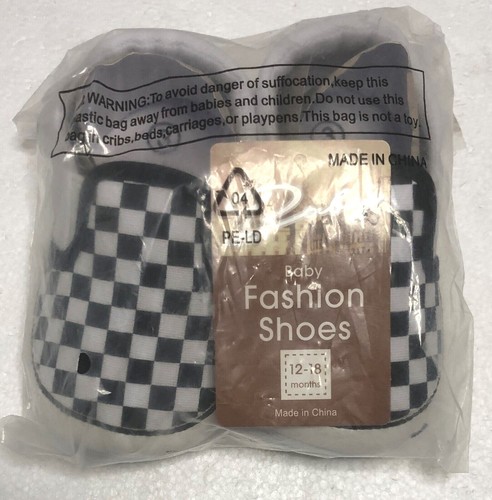 WARNING:To avoid danger of suffocation,keep this
plastic bag away from babies and children.Do not use this
bag in cribs,beds,carriages,or playpens.This bag is not a toy.
MADE IN CHINA
04
PE-LD
Baby
Fashion
Shoes
12-18
months
Made in China